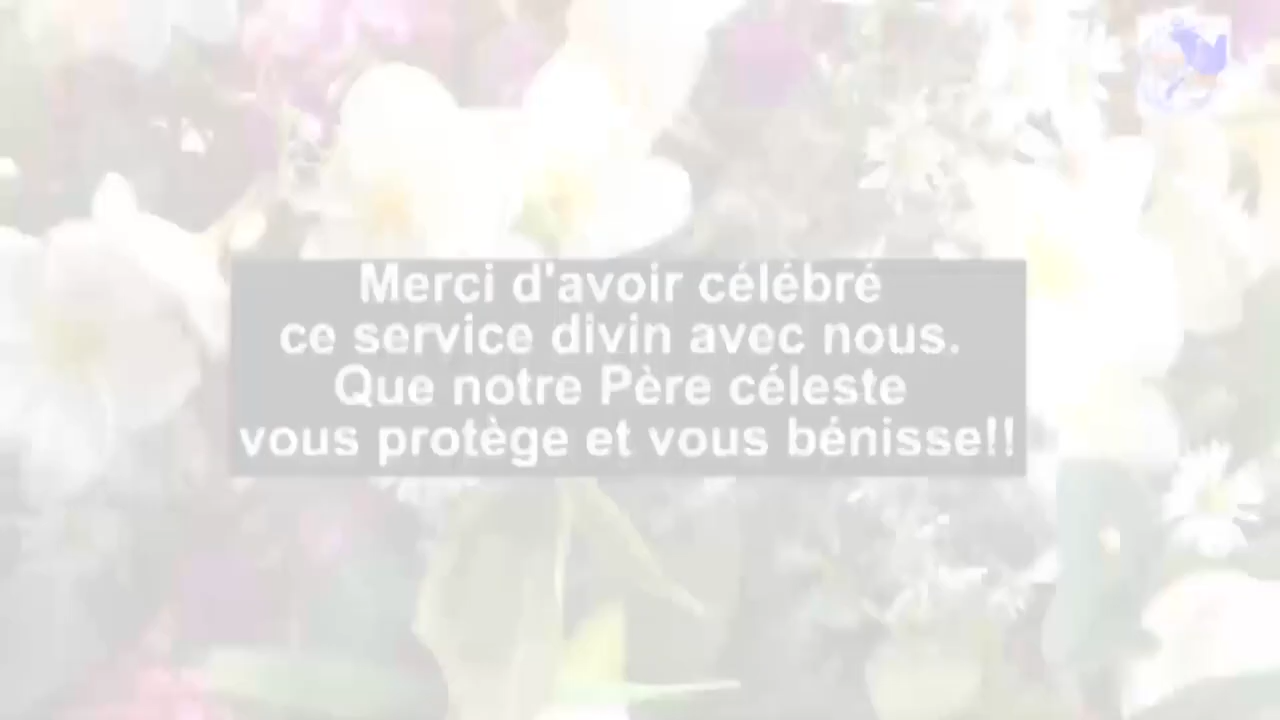 Merci d'avoir célébré
ce service divin avec nous.
Que notre Père céleste
vous protège et vous bénisse!!